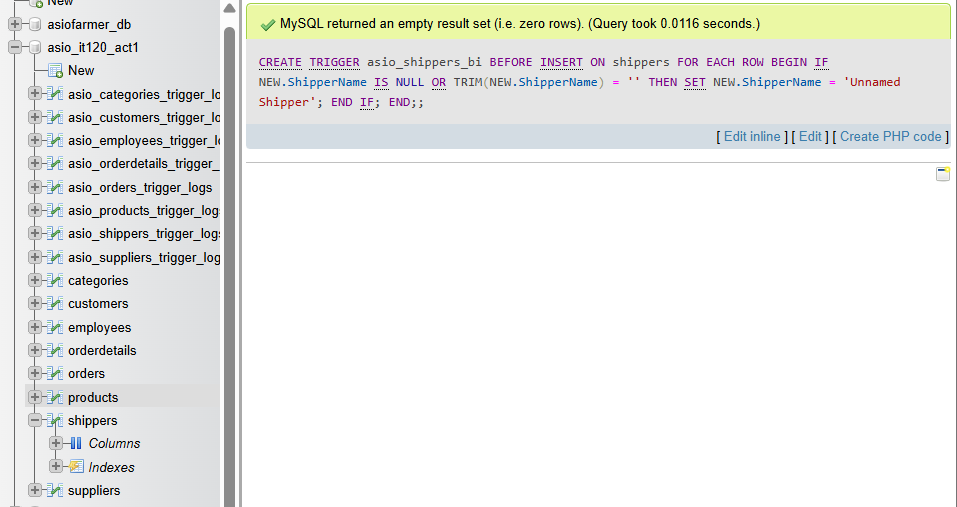 New
asiofarmer_db
asio_it120_act1
New
asio_categories_trigger_lo
asio_customers_trigger_lo
asio_employees_trigger_l
asio_orderdetails_trigger_
asio_orders_trigger_logs
asio_products_trigger_log
asio_shippers_trigger_log
asio_suppliers_trigger_log
categories
customers
employees
orderdetails
orders
products
shippers
Columns
Indexes
suppliers
MySQL returned an empty result set (i.e. zero rows). (Query took 0.0116 seconds.)
CREATE TRIGGER asio_shippers_bi BEFORE INSERT ON shippers FOR EACH ROW BEGIN IF
NEW.ShipperName IS NULL OR TRIM(NEW.ShipperName) = '' THEN SET NEW.ShipperName = 'Unnamed
Shipper'; END IF; END;;
[ Edit inline ] [ Edit ] [ Create PHP code ]